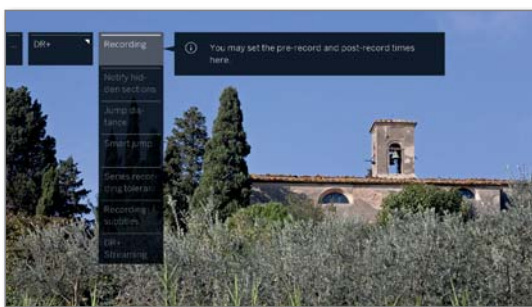 ...
DR+
Recording
You may set the pre-record and post-record times
here.
Notify hid-
den sections
Jump dis-
tance
Smart jump
Series recor-
ding toleran
Recording:
subtitles
DR+
Streaming